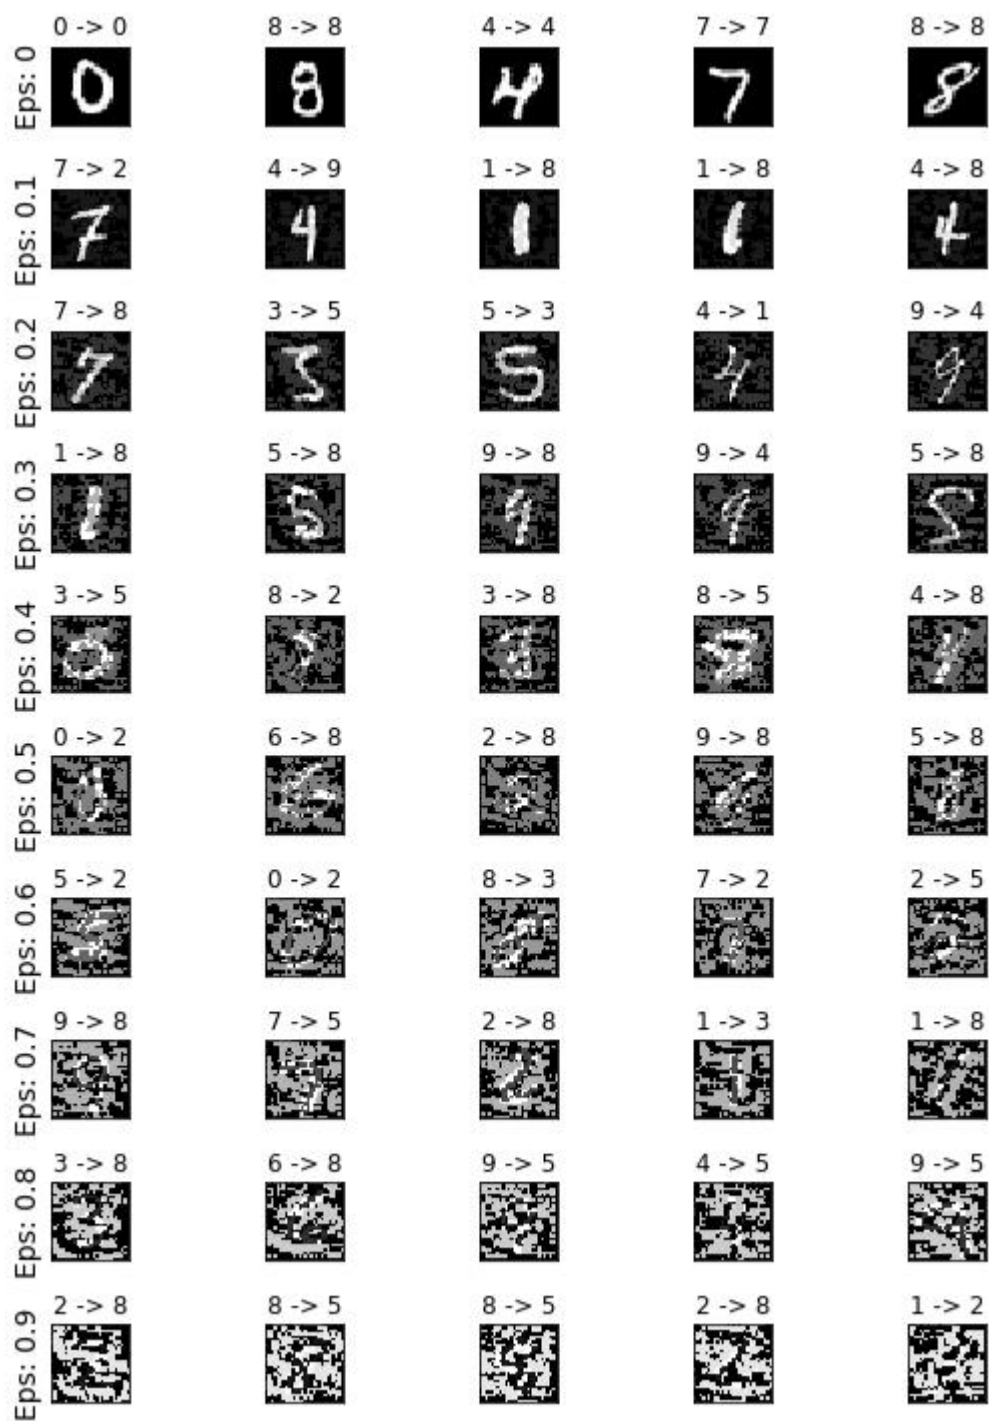 0 -> 0 8 -> 8 4 -> 4 7 -> 7 8 -> 8
Eps: 0
7 -> 2 4 -> 9 1 -> 8 1 -> 8 4 -> 8
Eps: 0.1
7 -> 8 3 -> 5 5 -> 3 4 -> 1 9 -> 4
Eps: 0.2
1 -> 8 5 -> 8 9 -> 8 9 -> 4 5 -> 8
Eps: 0.3
3 -> 5 8 -> 2 3 -> 8 8 -> 5 4 -> 8
Eps: 0.4
0 -> 2 6 -> 8 2 -> 8 9 -> 8 5 -> 8
Eps: 0.5
5 -> 2 0 -> 2 8 -> 3 7 -> 2 2 -> 5
Eps: 0.6
9 -> 8 7 -> 5 2 -> 8 1 -> 3 1 -> 8
Eps: 0.7
3 -> 8 6 -> 8 9 -> 5 4 -> 5 9 -> 5
Eps: 0.8
2 -> 8 8 -> 5 8 -> 5 2 -> 8 1 -> 2
Eps: 0.9